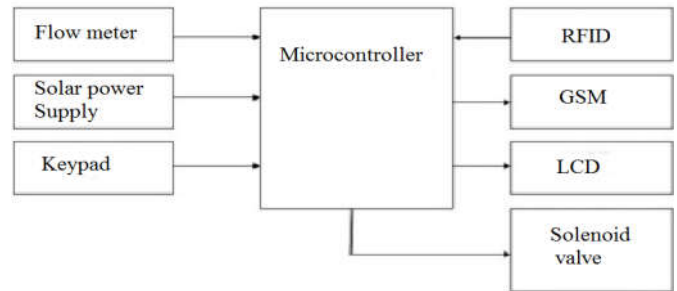 Flow meter
Solar power
Supply
Keypad
Microcontroller
RFID
GSM
LCD
Solenoid
valve